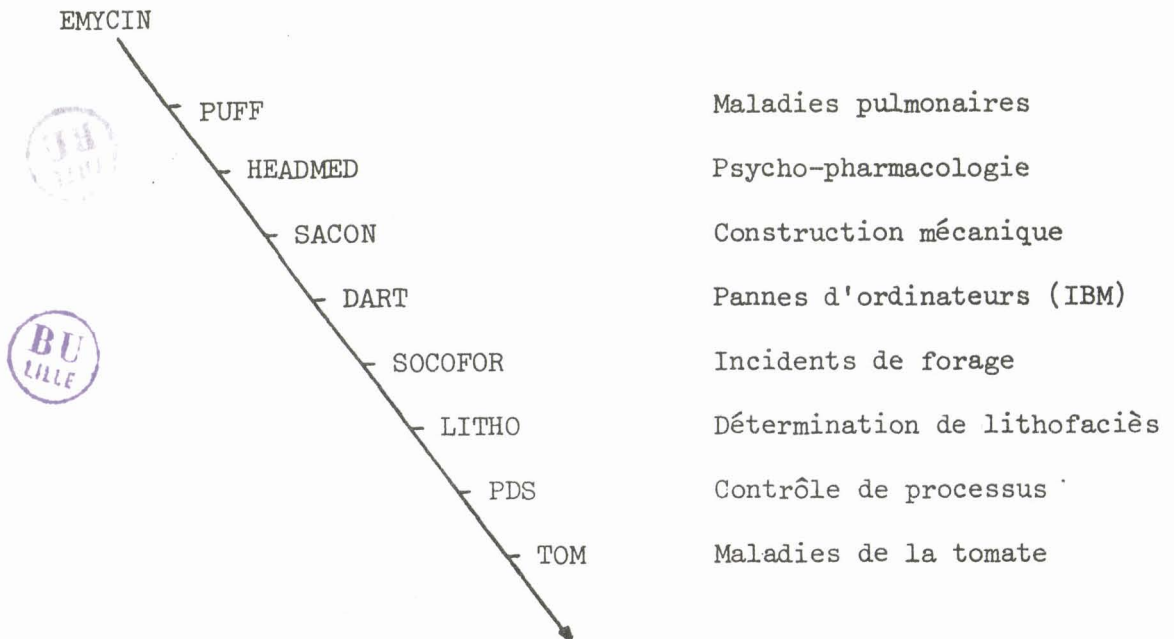 EMYCIN
PUFF Maladies pulmonaires
HEADMED Psycho-pharmacologie
SACON Construction mécanique
DART Pannes d'ordinateurs (IBM)
SOCOFOR Incidents de forage
BU
LILLE
LITHO Détermination de lithofaciès
PDS Contrôle de processus
TOM Maladies de la tomate